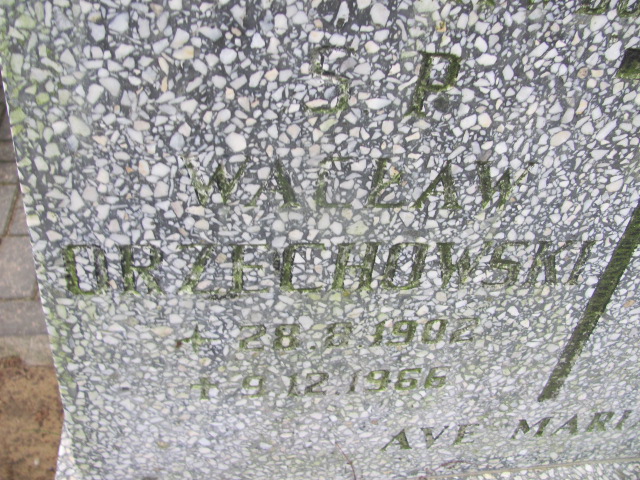 S P
WACŁAW
ORZECHOWSKI
* 28.6.1902
+ 9.12.1966
AVE MARI